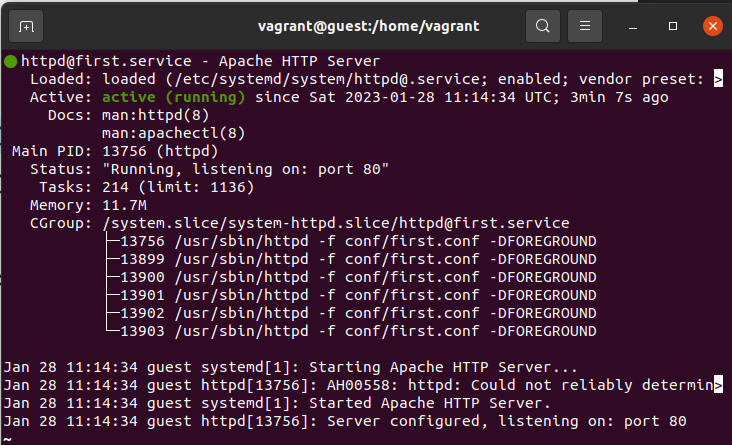 vagrant@guest:/home/vagrant
● httpd@first.service - Apache HTTP Server
Loaded: loaded (/etc/systemd/system/httpd@.service; enabled; vendor preset: >
Active: active (running) since Sat 2023-01-28 11:14:34 UTC; 3min 7s ago
Docs: man:httpd(8)
man:apachectl(8)
Main PID: 13756 (httpd)
Status: "Running, listening on: port 80"
Tasks: 214 (limit: 1136)
Memory: 11.7M
CGroup: /system.slice/system-httpd.slice/httpd@first.service
├─13756 /usr/sbin/httpd -f conf/first.conf -DFOREGROUND
├─13899 /usr/sbin/httpd -f conf/first.conf -DFOREGROUND
├─13900 /usr/sbin/httpd -f conf/first.conf -DFOREGROUND
├─13901 /usr/sbin/httpd -f conf/first.conf -DFOREGROUND
├─13902 /usr/sbin/httpd -f conf/first.conf -DFOREGROUND
└─13903 /usr/sbin/httpd -f conf/first.conf -DFOREGROUND
Jan 28 11:14:34 guest systemd[1]: Starting Apache HTTP Server...
Jan 28 11:14:34 guest httpd[13756]: AH00558: httpd: Could not reliably determin>
Jan 28 11:14:34 guest systemd[1]: Started Apache HTTP Server.
Jan 28 11:14:34 guest httpd[13756]: Server configured, listening on: port 80
~